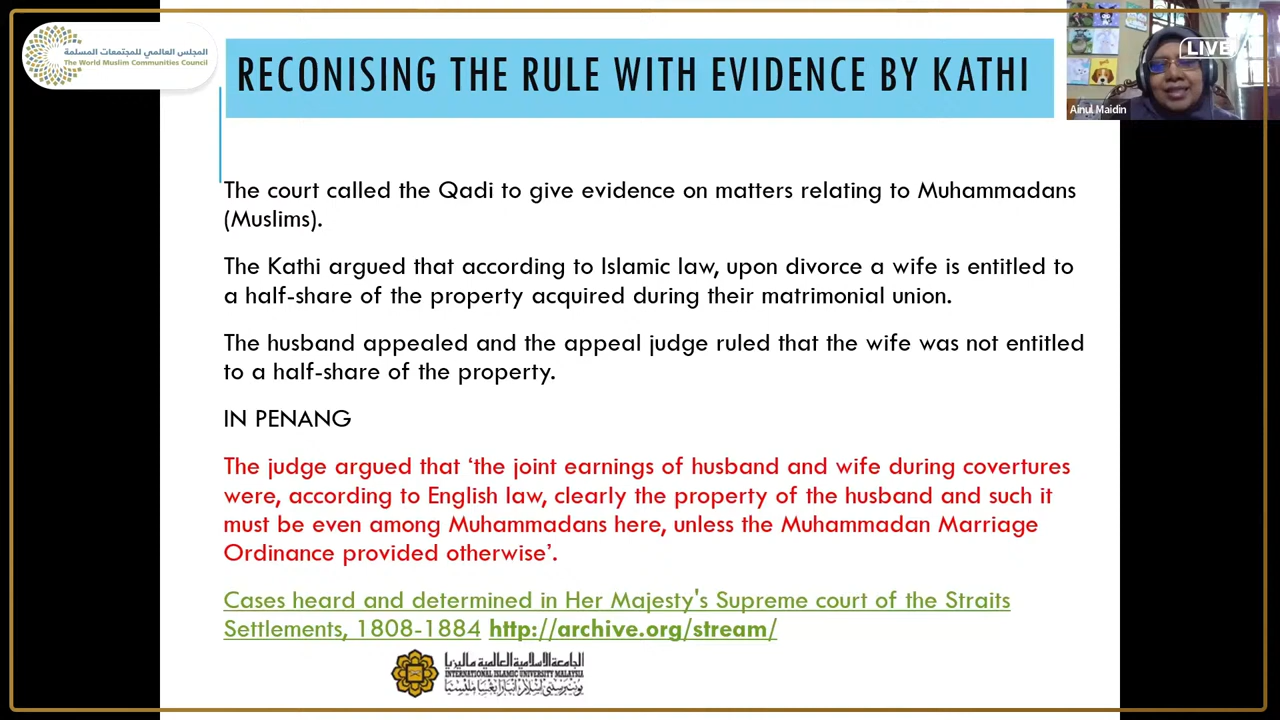 المجلس العالمي للمجتمعات المسلمة
The World Muslim Communities Council
RECONISING THE RULE WITH EVIDENCE BY KATHI
LIVE
Ainul Maidin
The court called the Qadi to give evidence on matters relating to Muhammadans
(Muslims).
The Kathi argued that according to Islamic law, upon divorce a wife is entitled to
a half-share of the property acquired during their matrimonial union.
The husband appealed and the appeal judge ruled that the wife was not entitled
to a half-share of the property.
IN PENANG
The judge argued that ‘the joint earnings of husband and wife during covertures
were, according to English law, clearly the property of the husband and such it
must be even among Muhammadans here, unless the Muhammadan Marriage
Ordinance provided otherwise’.
Cases heard and determined in Her Majesty's Supreme court of the Straits
Settlements, 1808-1884 http://archive.org/stream/
الجامعة الإسلامية العالمية ماليزيا
INTERNATIONAL ISLAMIC UNIVERSITY MALAYSIA